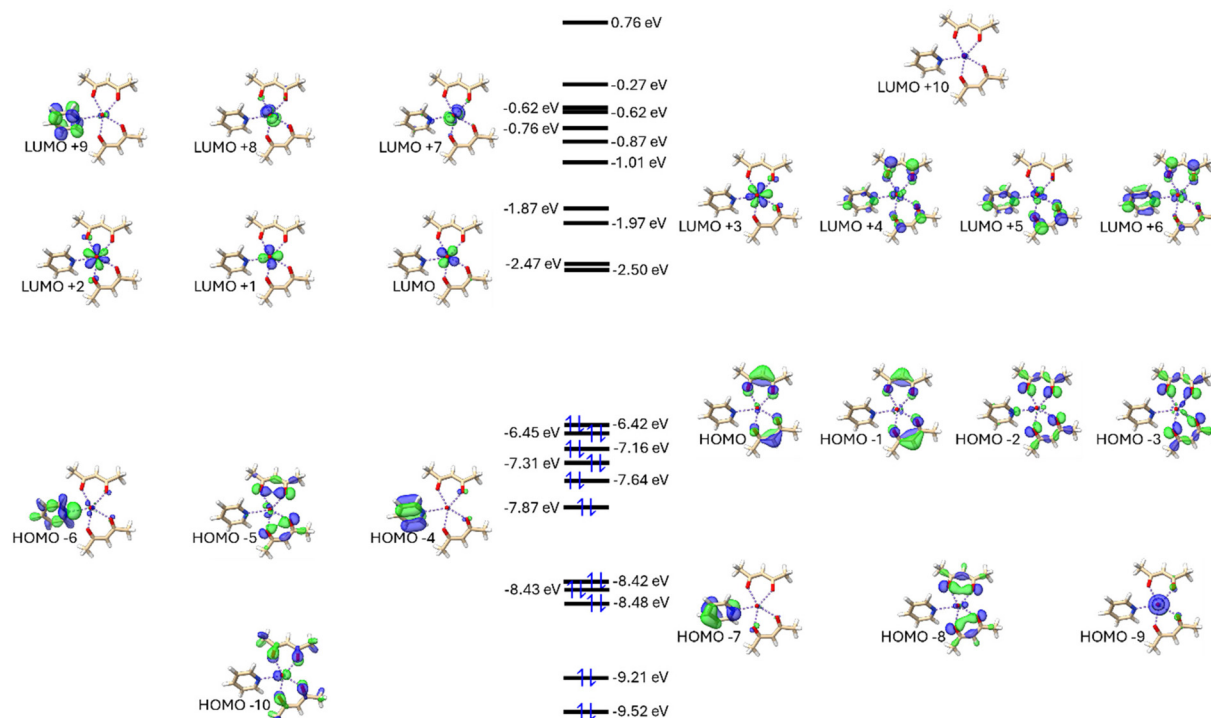 0.76 eV
LUMO +10
-0.27 eV
LUMO +9
LUMO +8
LUMO +7
-0.62 eV
-0.62 eV
-0.76 eV
-0.87 eV
-1.01 eV
LUMO +3
LUMO +4
LUMO +5
LUMO +6
-1.87 eV
-1.97 eV
LUMO +2
LUMO +1
LUMO
-2.47 eV
-2.50 eV
HOMO
HOMO -1
HOMO -2
HOMO -3
-6.42 eV
-6.45 eV
-7.16 eV
-7.31 eV
-7.64 eV
-7.87 eV
HOMO -6
HOMO -5
HOMO -4
-8.42 eV
-8.43 eV
-8.48 eV
HOMO -7
HOMO -8
HOMO -9
-9.21 eV
HOMO -10
-9.52 eV